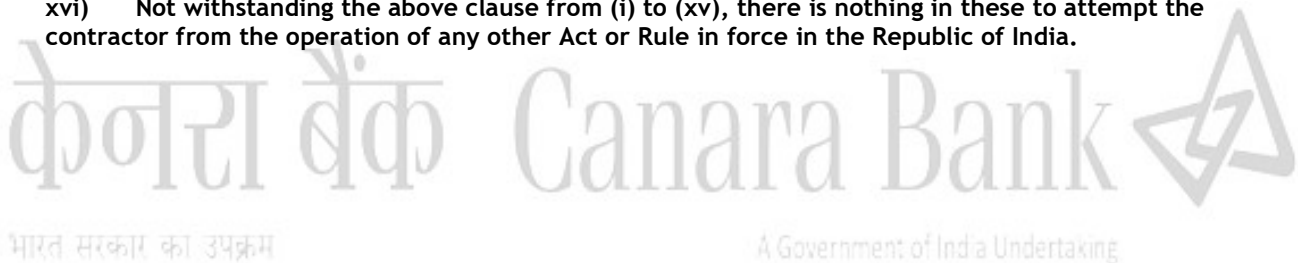 xvi) Not withstanding the above clause from (i) to (xv), there is nothing in these to attempt the
contractor from the operation of any other Act or Rule in force in the Republic of India.
केनरा बैंक Canara Bank
भारत सरकार का उपक्रम A Government of India Undertaking